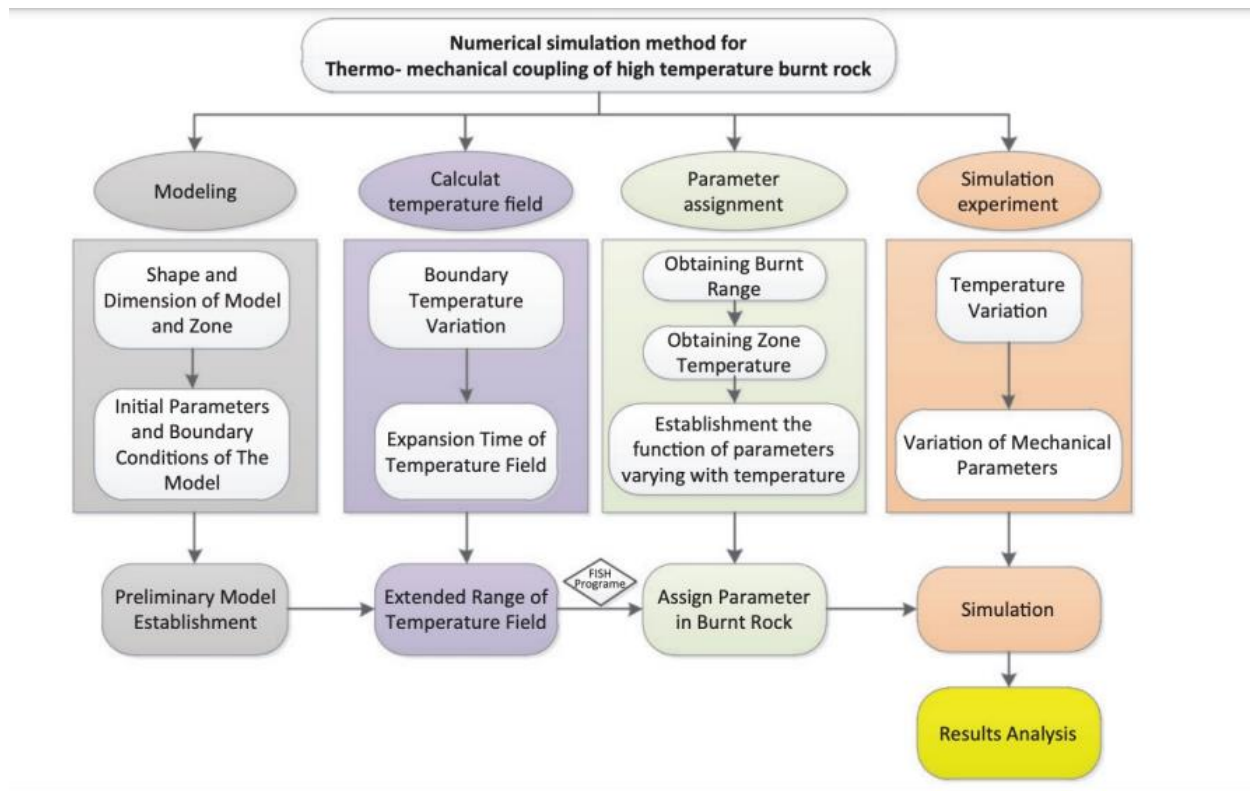 Numerical simulation method for
Thermo- mechanical coupling of high temperature burnt rock
Modeling
Calculat
temperature field
Parameter
assignment
Simulation
experiment
Shape and
Dimension of Model
and Zone
Initial Parameters
and Boundary
Conditions of The
Model
Boundary
Temperature
Variation
Expansion Time of
Temperature Field
Obtaining Burnt
Range
Obtaining Zone
Temperature
Establishment the
function of parameters
varying with temperature
Temperature
Variation
Variation of Mechanical
Parameters
Preliminary Model
Establishment
Extended Range of
Temperature Field
FISH
Programe
Assign Parameter
in Burnt Rock
Simulation
Results Analysis